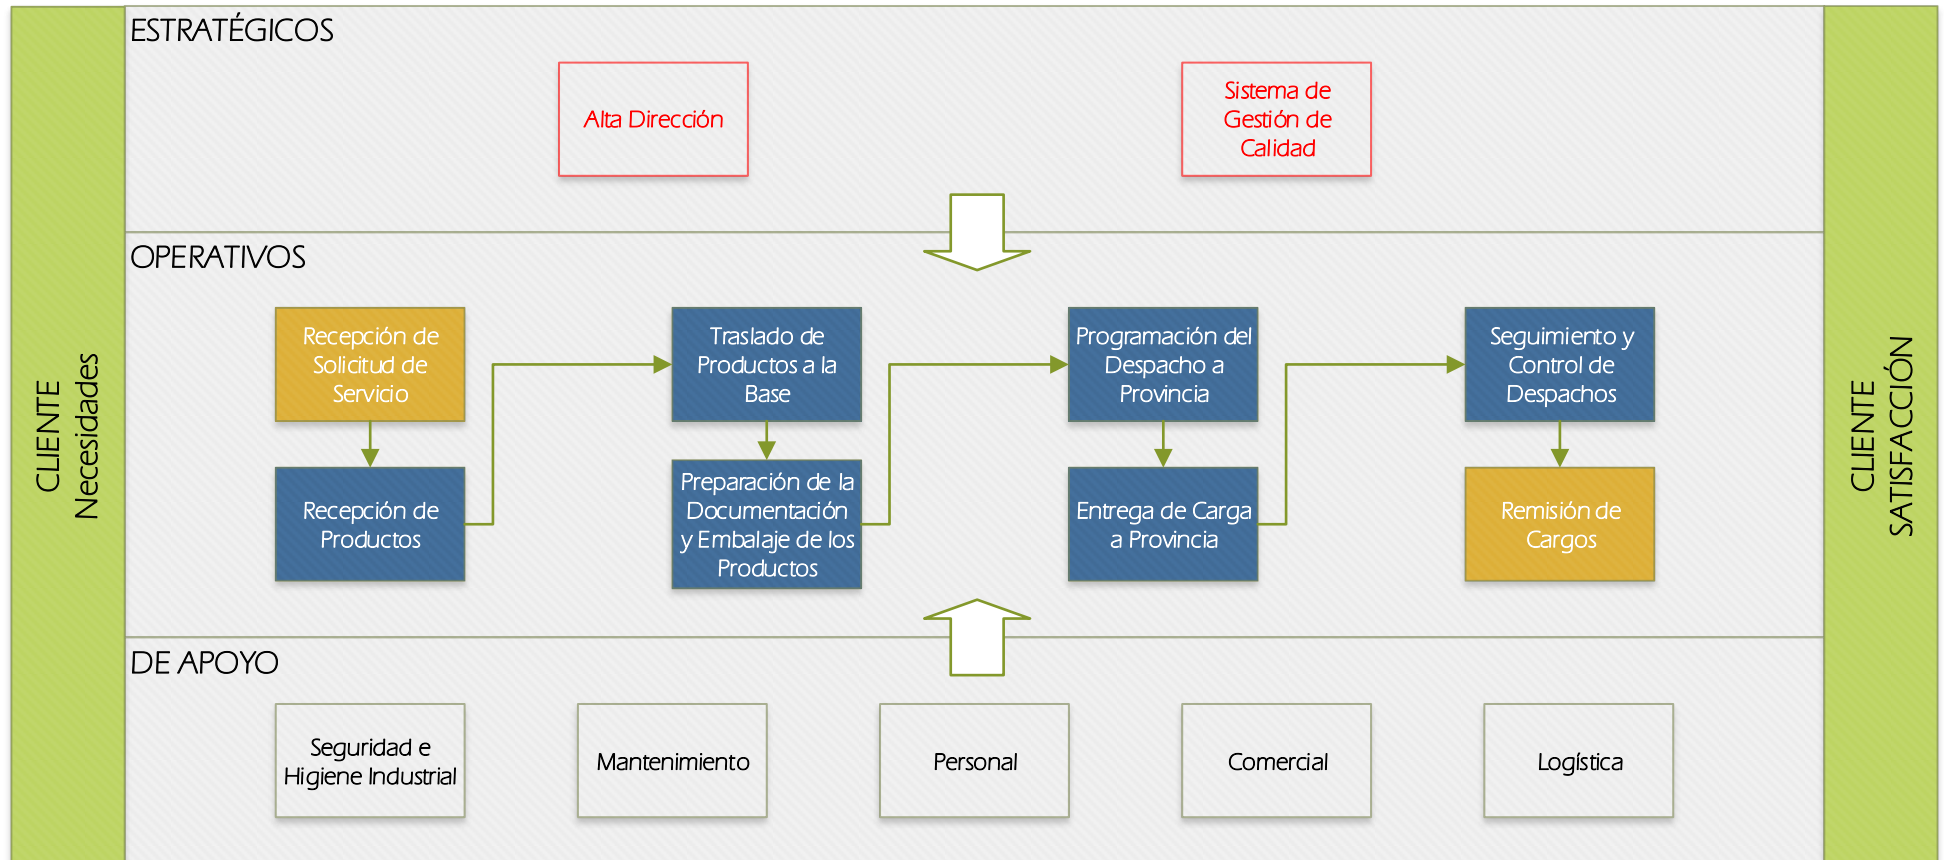 ESTRATÉGICOS
Alta Dirección
Sistema de
Gestión de
Calidad
CLIENTE
Necesidades
OPERATIVOS
Recepción de
Solicitud de
Servicio
Recepción de
Productos
Traslado de
Productos a la
Base
Preparación de la
Documentación
y Embalaje de los
Productos
Programación del
Despacho a
Provincia
Entrega de Carga
a Provincia
Seguimiento y
Control de
Despachos
Remisión de
Cargos
CLIENTE
SATISFACCIÓN
DE APOYO
Seguridad e
Higiene Industrial
Mantenimiento
Personal
Comercial
Logística